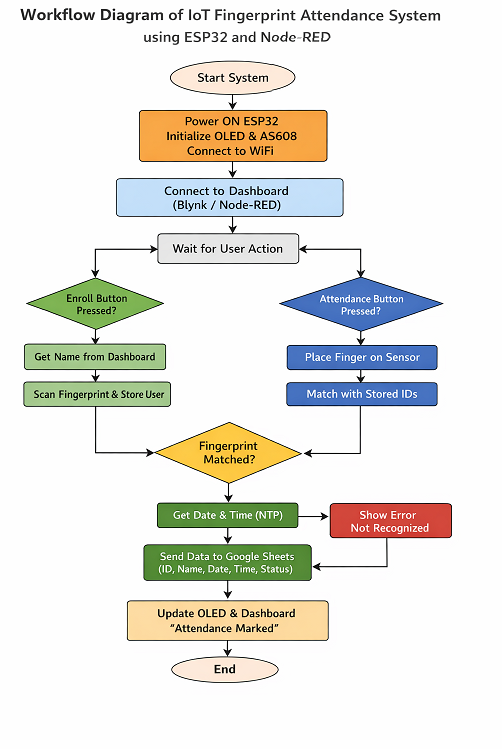 Workflow Diagram of IoT Fingerprint Attendance System
using ESP32 and Node-RED
Start System
Power ON ESP32
Initialize OLED & AS608
Connect to WiFi
Connect to Dashboard
(Blynk / Node-RED)
Wait for User Action
Enroll Button
Pressed?
Attendance Button
Pressed?
Get Name from Dashboard
Place Finger on Sensor
Scan Fingerprint & Store User
Match with Stored IDs
Fingerprint
Matched?
Get Date & Time (NTP)
Show Error
Not Recognized
Send Data to Google Sheets
(ID, Name, Date, Time, Status)
Update OLED & Dashboard
“Attendance Marked”
End